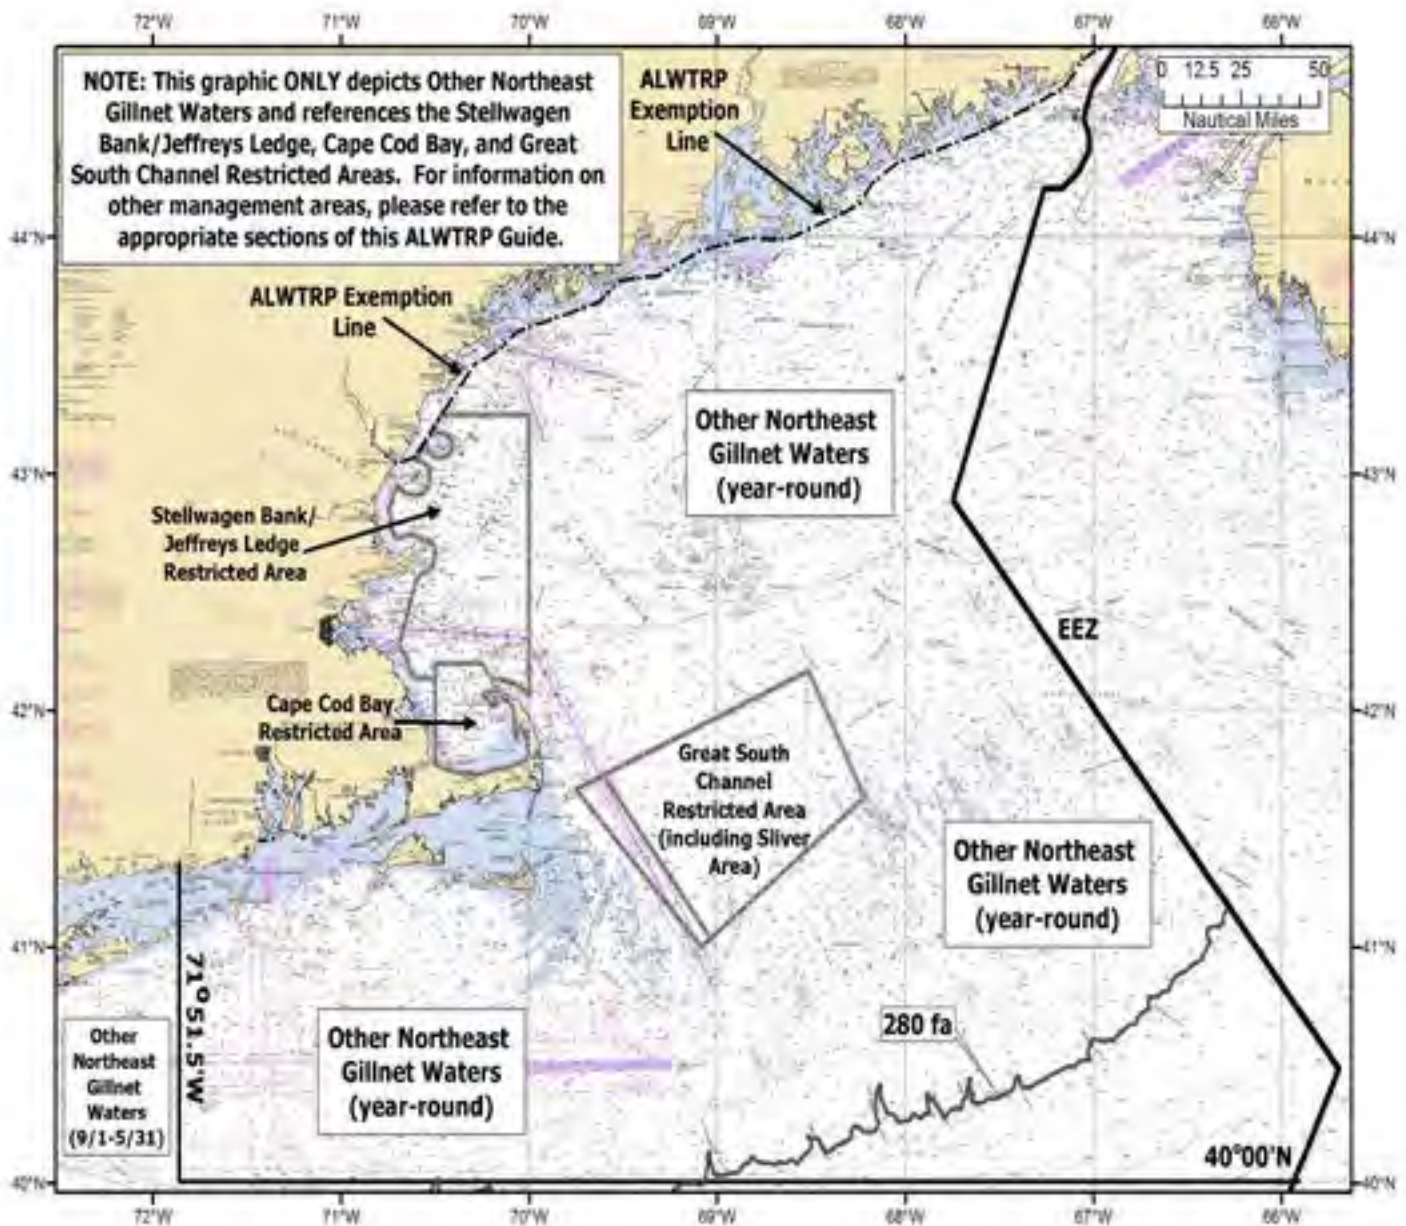 72°W 71°W 70°W 69°W 68°W 67°W 66°W
NOTE: This graphic ONLY depicts Other Northeast
Gillnet Waters and references the Stellwagen
Bank/Jeffreys Ledge, Cape Cod Bay, and Great
South Channel Restricted Areas. For information on
other management areas, please refer to the
appropriate sections of this ALWTRP Guide.
ALWTRP
Exemption
Line
0 12.5 25 50
Nautical Miles
44°N 44°N
ALWTRP Exemption
Line
Other Northeast
Gillnet Waters
(year-round)
43°N 43°N
Stellwagen Bank/
Jeffreys Ledge
Restricted Area
EEZ
42°N 42°N
Cape Cod Bay
Restricted Area
Great South
Channel
Restricted Area
(including Sliver
Area)
Other Northeast
Gillnet Waters
(year-round)
41°N 41°N
71°51.5'W
280 fa
Other
Northeast
Gillnet
Waters
(9/1-5/31)
Other Northeast
Gillnet Waters
(year-round)
40°00'N
40°N 40°N
72°W 71°W 70°W 69°W 68°W 67°W 66°W